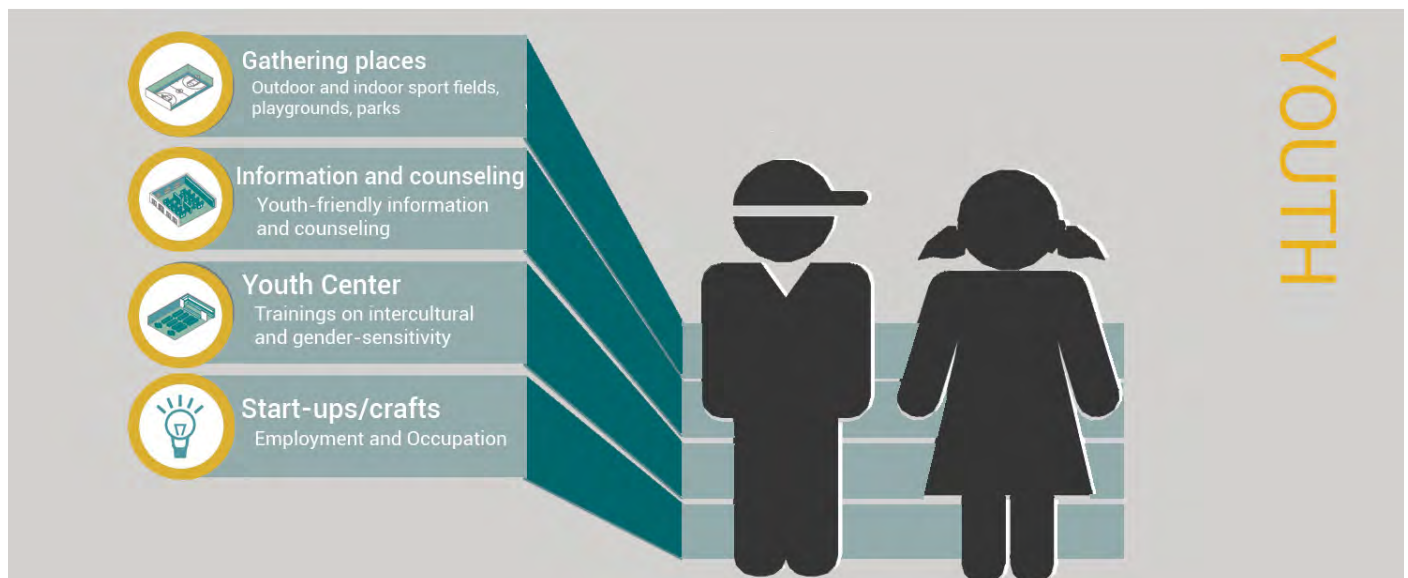 Gathering places
Outdoor and indoor sport fields,
playgrounds, parks
Information and counseling
Youth-friendly information
and counseling
Youth Center
Trainings on intercultural
and gender-sensitivity
Start-ups/crafts
Employment and Occupation
YOUTH